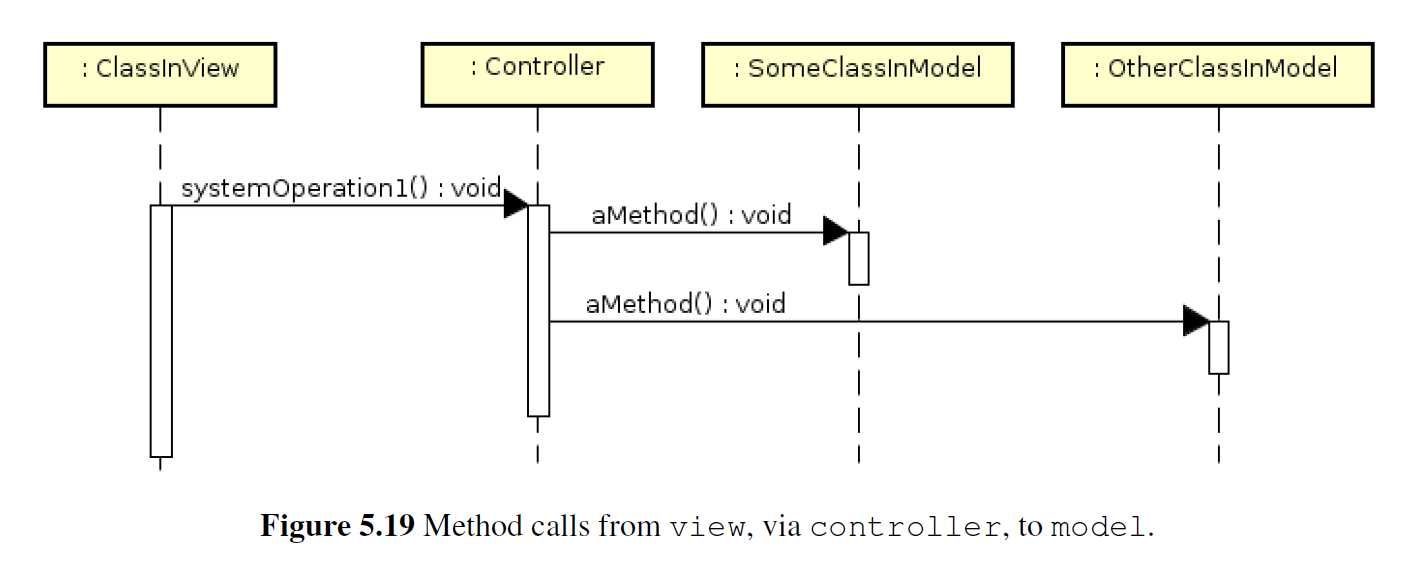 : ClassInView
: Controller
: SomeClassInModel
: OtherClassInModel
systemOperation1() : void
aMethod() : void
aMethod() : void
Figure 5.19 Method calls from view, via controller, to model.